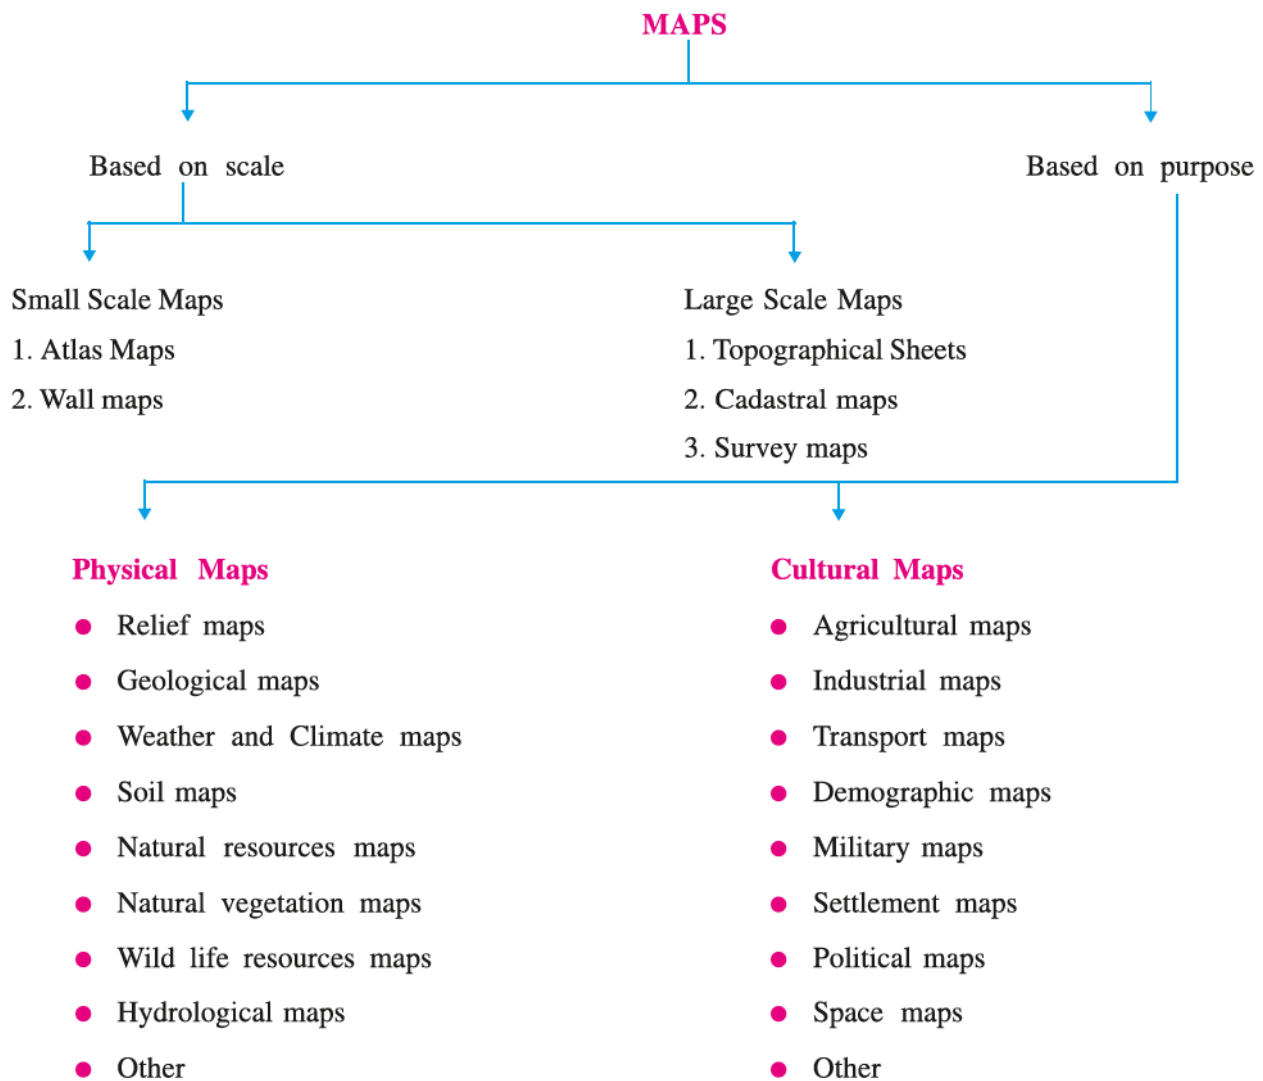 MAPS
Based on scale
Based on purpose
Small Scale Maps
1. Atlas Maps
2. Wall maps
Large Scale Maps
1. Topographical Sheets
2. Cadastral maps
3. Survey maps
Physical Maps
● Relief maps
● Geological maps
● Weather and Climate maps
● Soil maps
● Natural resources maps
● Natural vegetation maps
● Wild life resources maps
● Hydrological maps
● Other
Cultural Maps
● Agricultural maps
● Industrial maps
● Transport maps
● Demographic maps
● Military maps
● Settlement maps
● Political maps
● Space maps
● Other